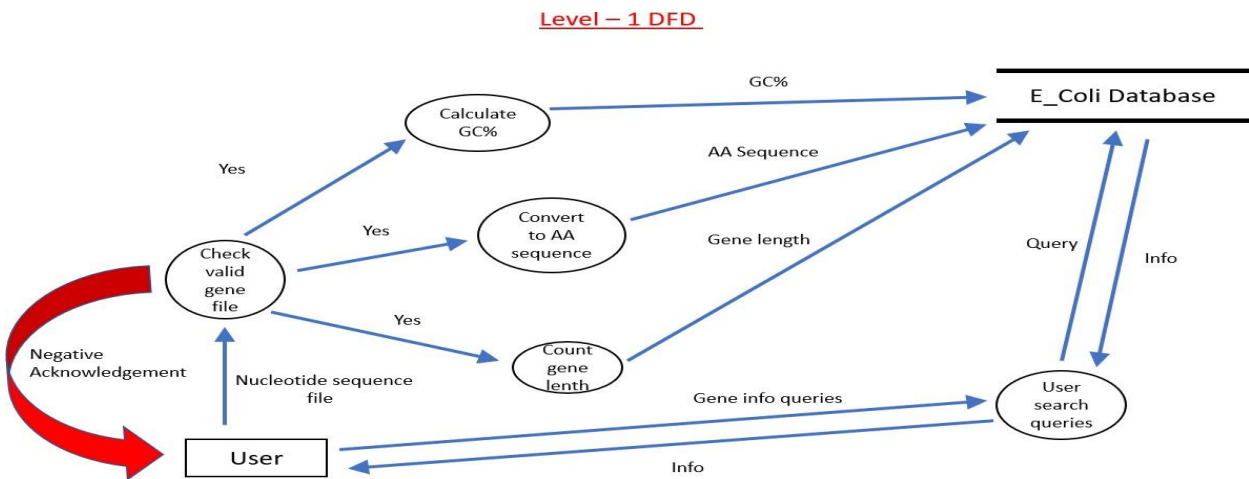 Level – 1 DFD
GC%
E_Coli Database
Calculate
GC%
Yes
AA Sequence
Convert
to AA
sequence
Yes
Gene length
Query
Info
Check
valid
gene
file
Yes
Count
gene
lenth
Negative
Acknowledgement
Nucleotide sequence
file
Gene info queries
User
search
queries
User
Info